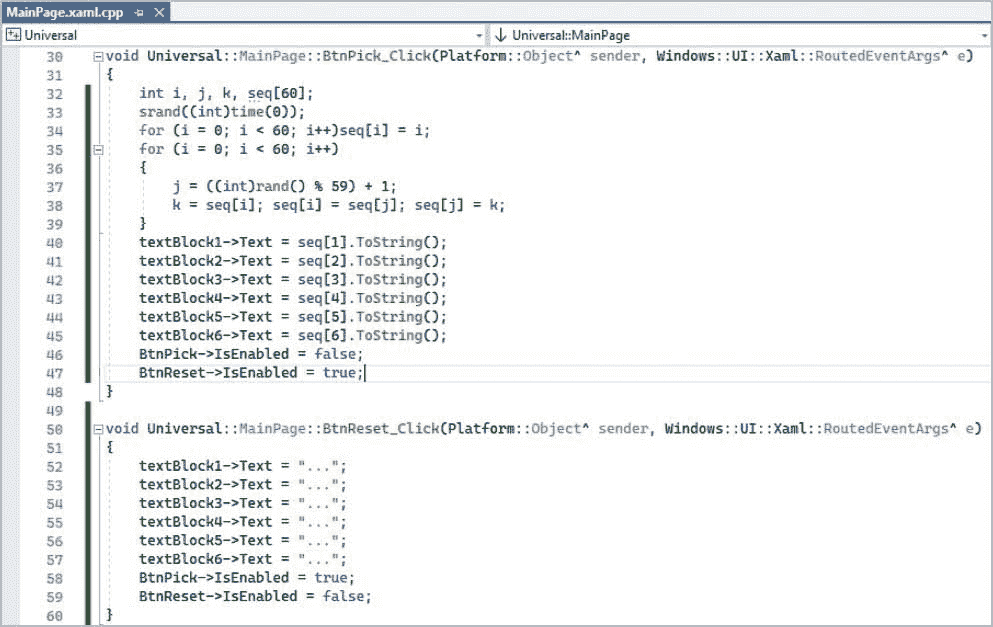 MainPage.xaml.cpp
Universal Universal::MainPage
30 void Universal::MainPage::BtnPick_Click(Platform::Object^ sender, Windows::UI::Xaml::RoutedEventArgs^ e)
31 {
32 int i, j, k, seq[60];
33 srand((int)time(0));
34 for (i = 0; i < 60; i++)seq[i] = i;
35 for (i = 0; i < 60; i++)
36 {
37 j = ((int)rand() % 59) + 1;
38 k = seq[i]; seq[i] = seq[j]; seq[j] = k;
39 }
40 textBlock1->Text = seq[1].ToString();
41 textBlock2->Text = seq[2].ToString();
42 textBlock3->Text = seq[3].ToString();
43 textBlock4->Text = seq[4].ToString();
44 textBlock5->Text = seq[5].ToString();
45 textBlock6->Text = seq[6].ToString();
46 BtnPick->IsEnabled = false;
47 BtnReset->IsEnabled = true;
48 }
49
50 void Universal::MainPage::BtnReset_Click(Platform::Object^ sender, Windows::UI::Xaml::RoutedEventArgs^ e)
51 {
52 textBlock1->Text = "...";
53 textBlock2->Text = "...";
54 textBlock3->Text = "...";
55 textBlock4->Text = "...";
56 textBlock5->Text = "...";
57 textBlock6->Text = "...";
58 BtnPick->IsEnabled = true;
59 BtnReset->IsEnabled = false;
60 }